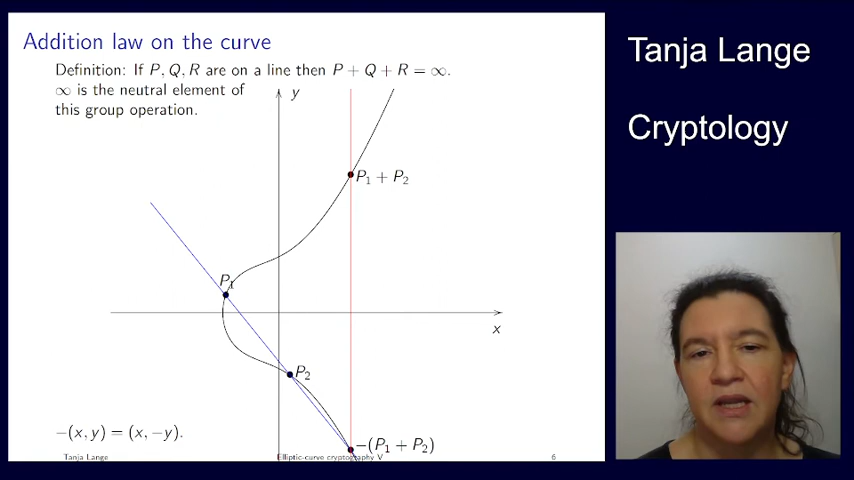 Addition law on the curve
Definition: If P, Q, R are on a line then P + Q + R = ∞.
∞ is the neutral element of
this group operation.
y
P₁ + P₂
P₁
x
P₂
−(P₁ + P₂)
−(x, y) = (x, −y).
Tanja Lange
Elliptic-curve cryptography V
6
Tanja Lange
Cryptology